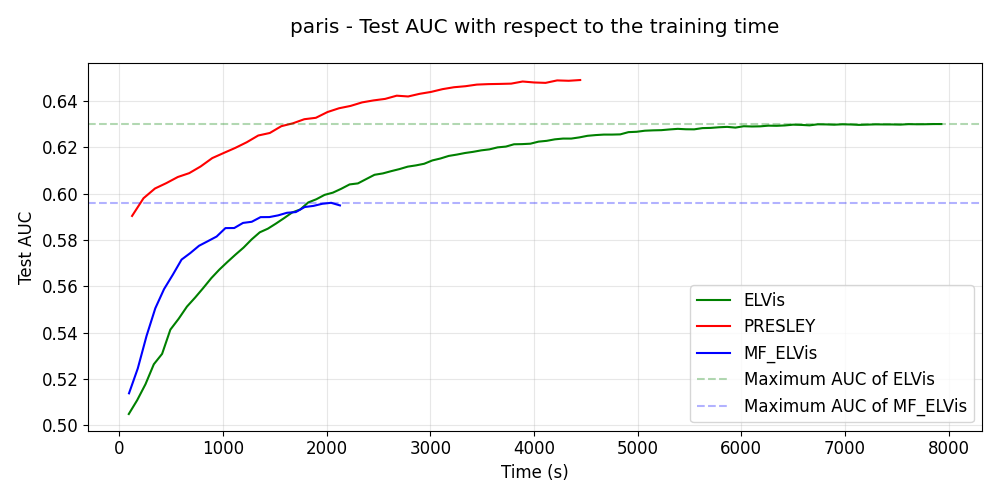 paris - Test AUC with respect to the training time
Test AUC
0.64
0.62
0.60
0.58
0.56
0.54
0.52
0.50
0
1000
2000
3000
4000
5000
6000
7000
8000
Time (s)
ELVis
PRESLEY
MF_ELVis
Maximum AUC of ELVis
Maximum AUC of MF_ELVis